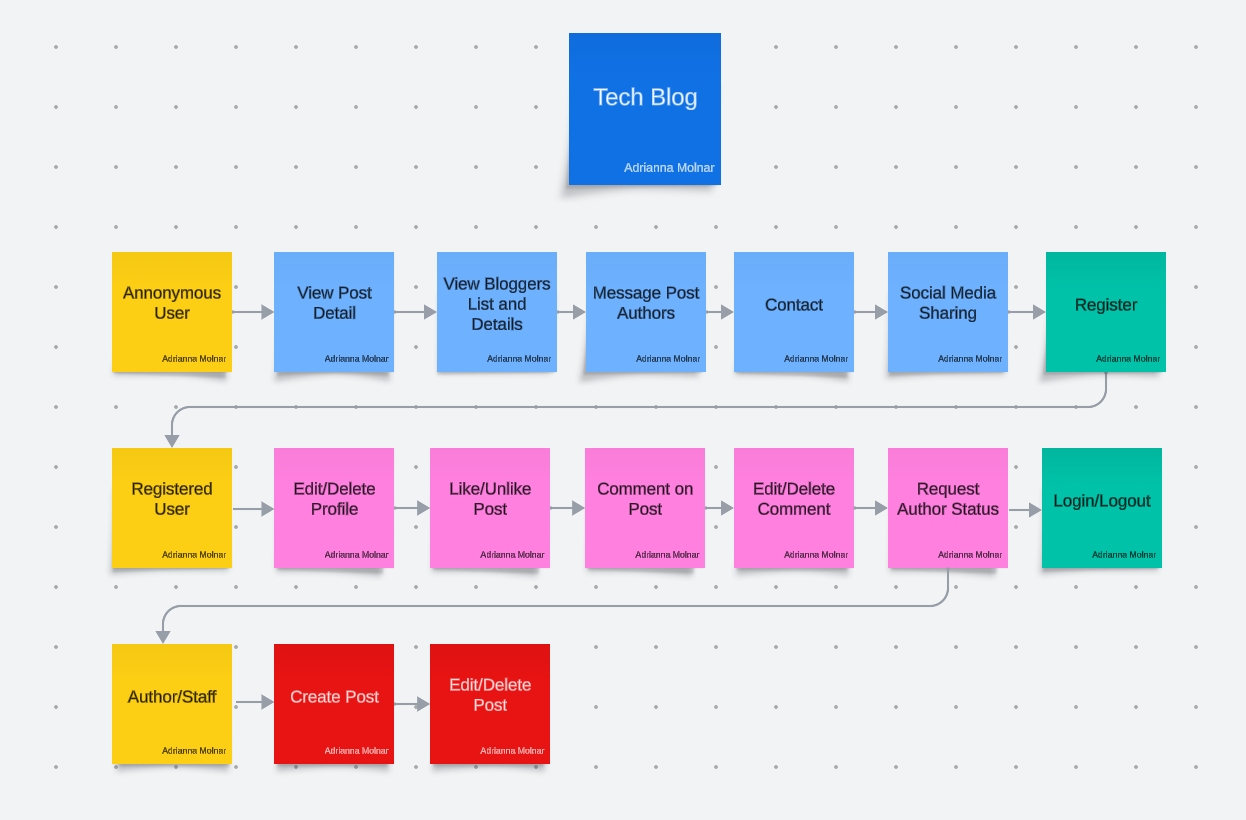 Tech Blog
Adrianna Molnar
Annonymous
User
Adrianna Molnar
View Post
Detail
Adrianna Molnar
View Bloggers
List and
Details
Adrianna Molnar
Message Post
Authors
Adrianna Molnar
Contact
Adrianna Molnar
Social Media
Sharing
Adrianna Molnar
Register
Adrianna Molnar
Registered
User
Adrianna Molnar
Edit/Delete
Profile
Adrianna Molnar
Like/Unlike
Post
Adrianna Molnar
Comment on
Post
Adrianna Molnar
Edit/Delete
Comment
Adrianna Molnar
Request
Author Status
Adrianna Molnar
Login/Logout
Adrianna Molnar
Author/Staff
Adrianna Molnar
Create Post
Adrianna Molnar
Edit/Delete
Post
Adrianna Molnar